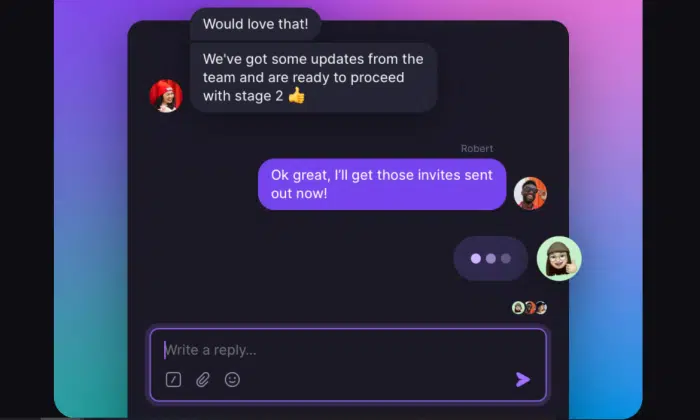 Would love that!
We've got some updates from the
team and are ready to proceed
with stage 2 👍
Robert
Ok great, I'll get those invites sent
out now!
Write a reply...